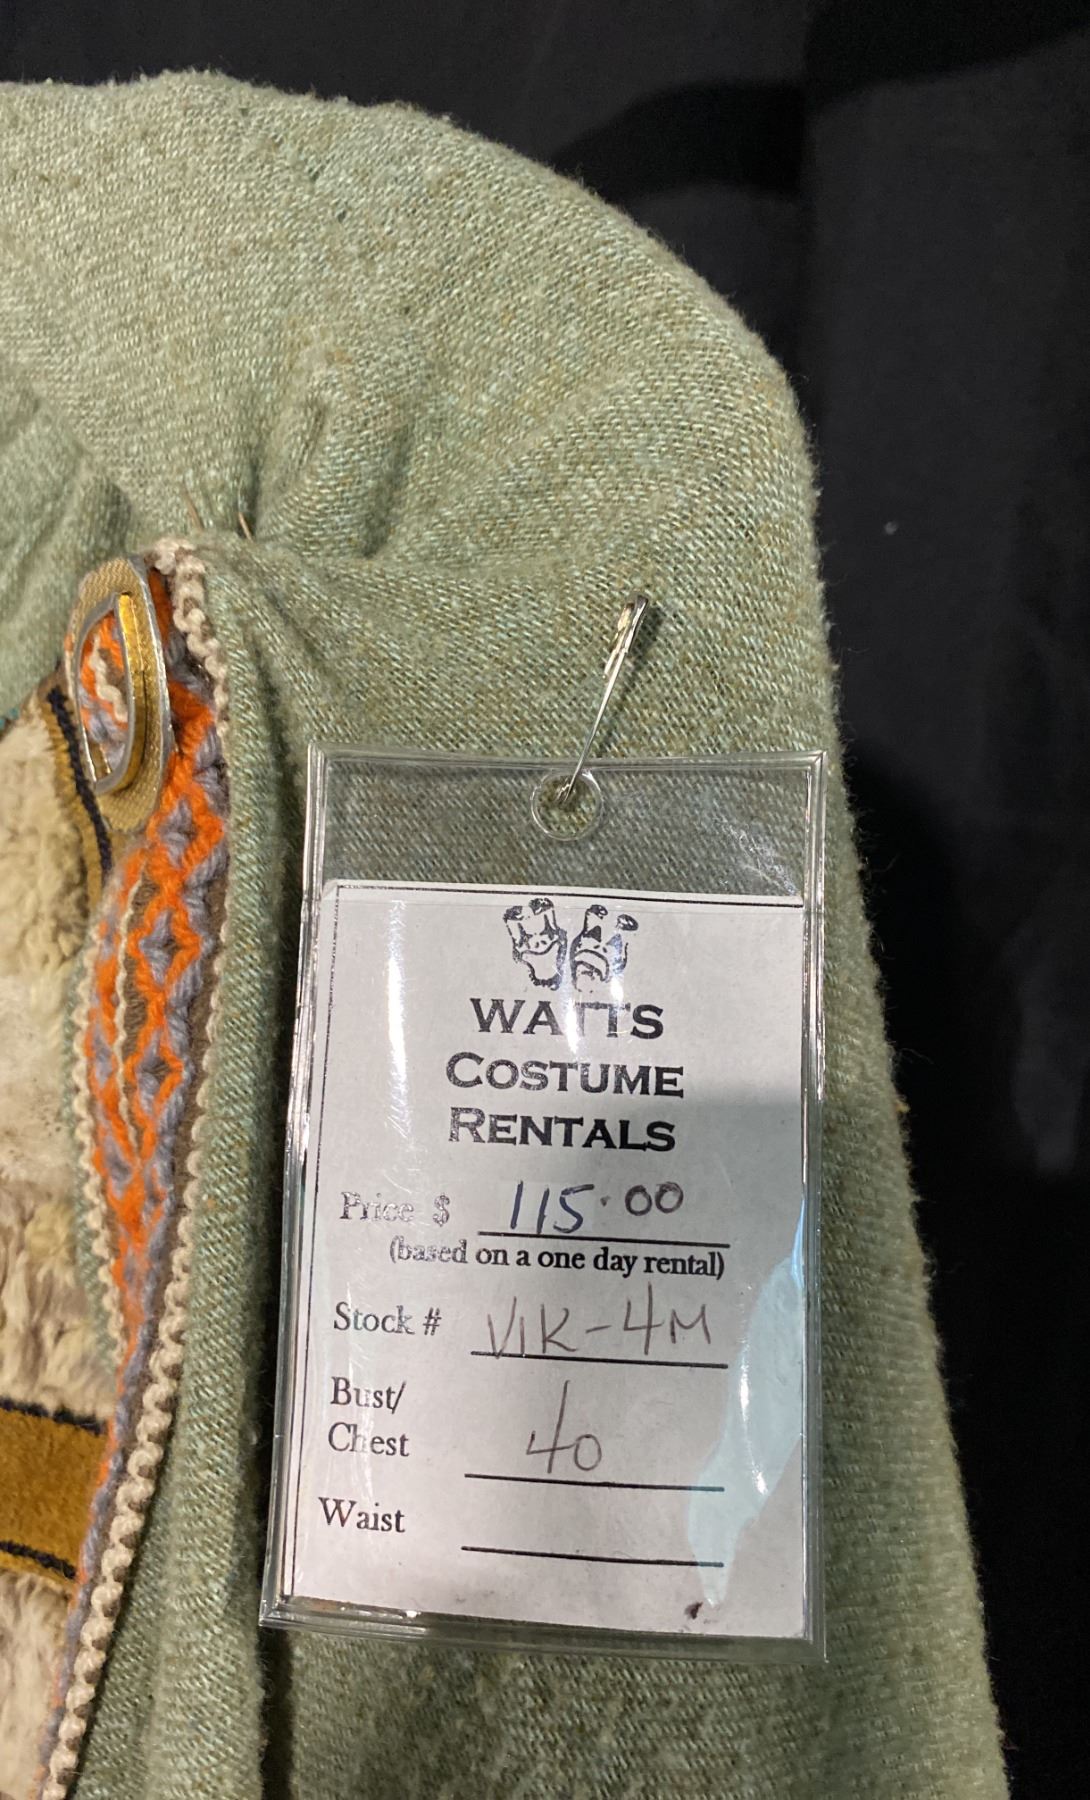 WATTS
COSTUME
RENTALS
Price $ 115.00
(based on a one day rental)
Stock # VIK-4M
Bust/
Chest 40
Waist